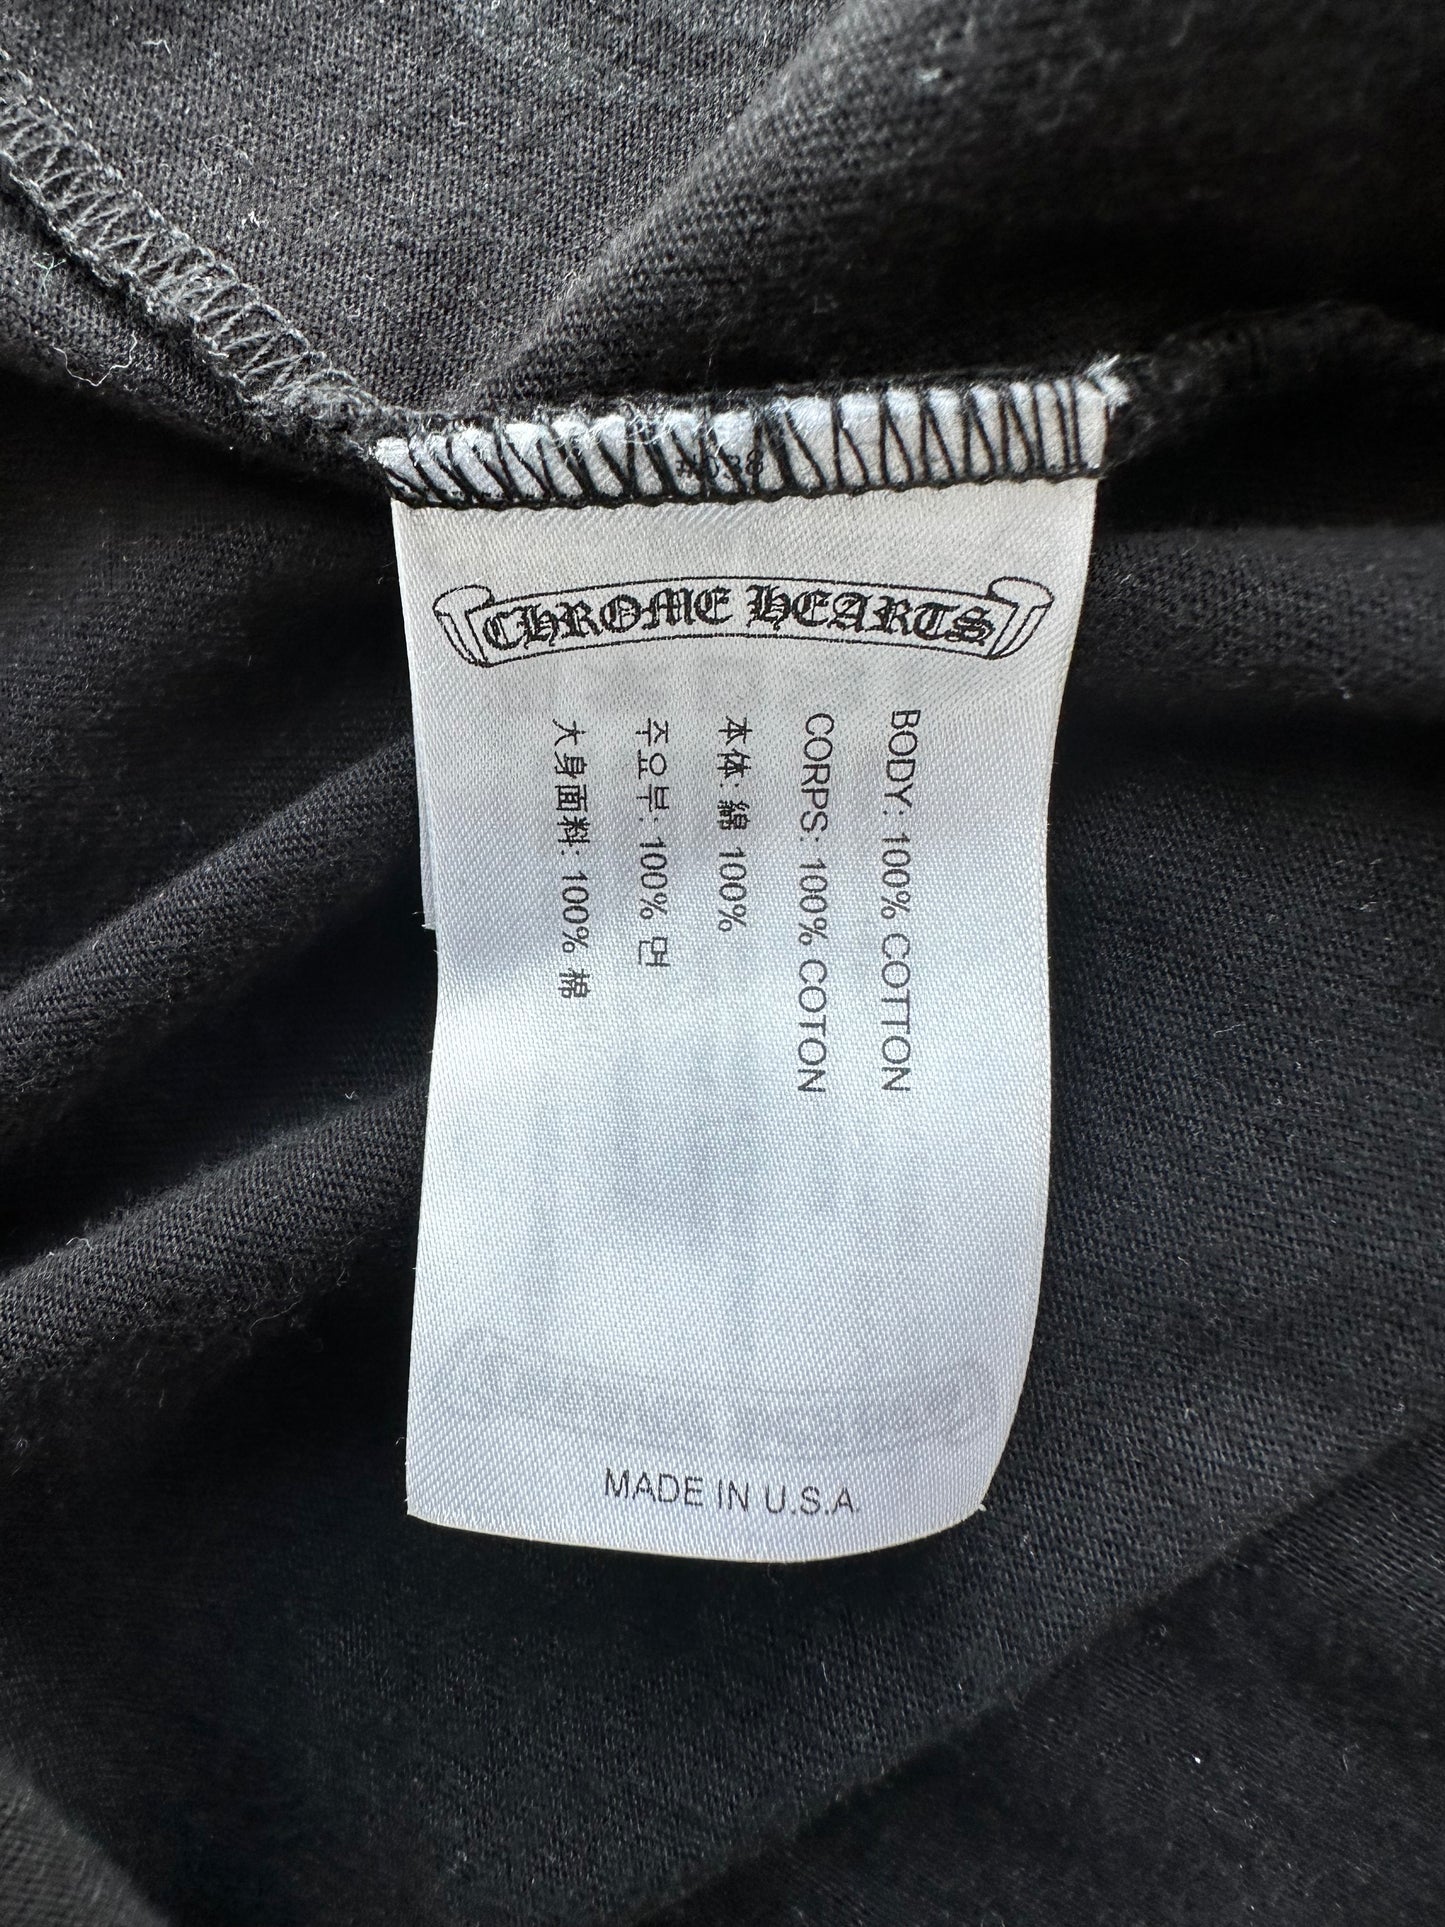 #038
CHROME HEARTS
BODY: 100% COTTON
CORPS: 100% COTON
本体: 綿 100%
주요부: 100% 면
大身面料: 100% 棉
MADE IN U.S.A